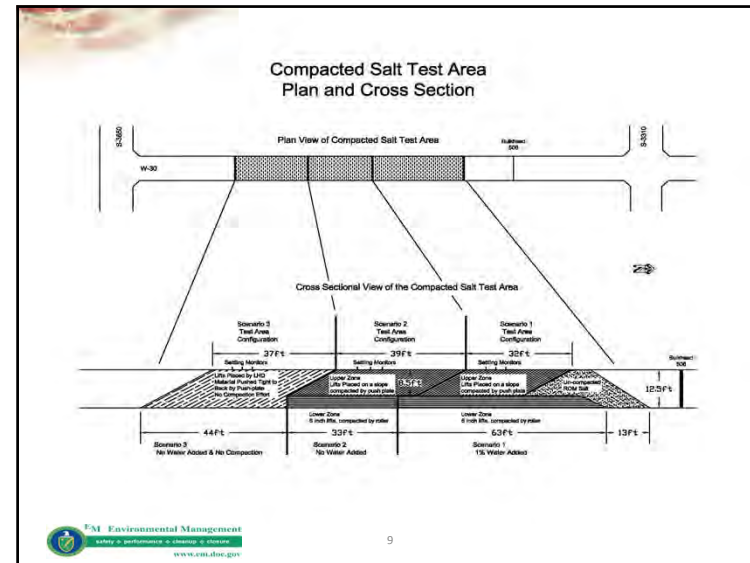 Compacted Salt Test Area
Plan and Cross Section
Plan View of Compacted Salt Test Area
S-3650
W-30
Bulkhead
506
S-3310
Cross Sectional View of the Compacted Salt Test Area
Scenario 3
Test Area
Configuration
37ft
Scenario 2
Test Area
Configuration
39ft
Scenario 1
Test Area
Configuration
32ft
Settling Monitors
Settling Monitors
Settling Monitors
Bulkhead
506
Lifts Placed by LHD
Material Pushed Tight to
Back by Push-plate
No Compaction Effort
Upper Zone
Lifts Placed on a slope
compacted by push plate
8.5ft
Upper Zone
Lifts Placed on a slope
compacted by push plate
Un-compacted
ROM Salt
12.5ft
Lower Zone
6 inch lifts, compacted by roller
Lower Zone
6 inch lifts, compacted by roller
44ft
33ft
63ft
13ft
Scenario 3
No Water Added & No Compaction
Scenario 2
No Water Added
Scenario 1
1% Water Added
EM Environmental Management
safety performance cleanup closure
www.em.doe.gov
9